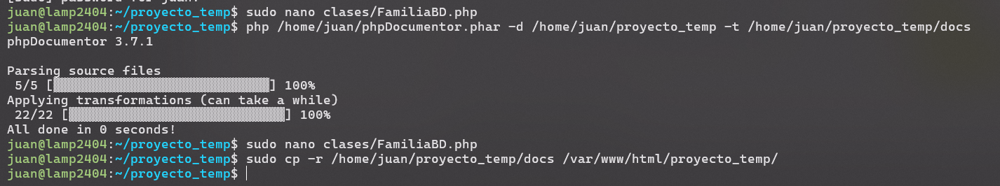 [sudo] password for juan:
juan@lamp2404:~/proyecto_temp$ sudo nano clases/FamiliaBD.php
juan@lamp2404:~/proyecto_temp$ php /home/juan/phpDocumentor.phar -d /home/juan/proyecto_temp -t /home/juan/proyecto_temp/docs
phpDocumentor 3.7.1
Parsing source files
5/5 [▓▓▓▓▓▓▓▓▓▓▓▓▓▓▓▓▓▓▓▓▓▓▓▓▓▓▓▓] 100%
Applying transformations (can take a while)
22/22 [▓▓▓▓▓▓▓▓▓▓▓▓▓▓▓▓▓▓▓▓▓▓▓▓▓▓▓▓] 100%
All done in 0 seconds!
juan@lamp2404:~/proyecto_temp$ sudo nano clases/FamiliaBD.php
juan@lamp2404:~/proyecto_temp$ sudo cp -r /home/juan/proyecto_temp/docs /var/www/html/proyecto_temp/
juan@lamp2404:~/proyecto_temp$